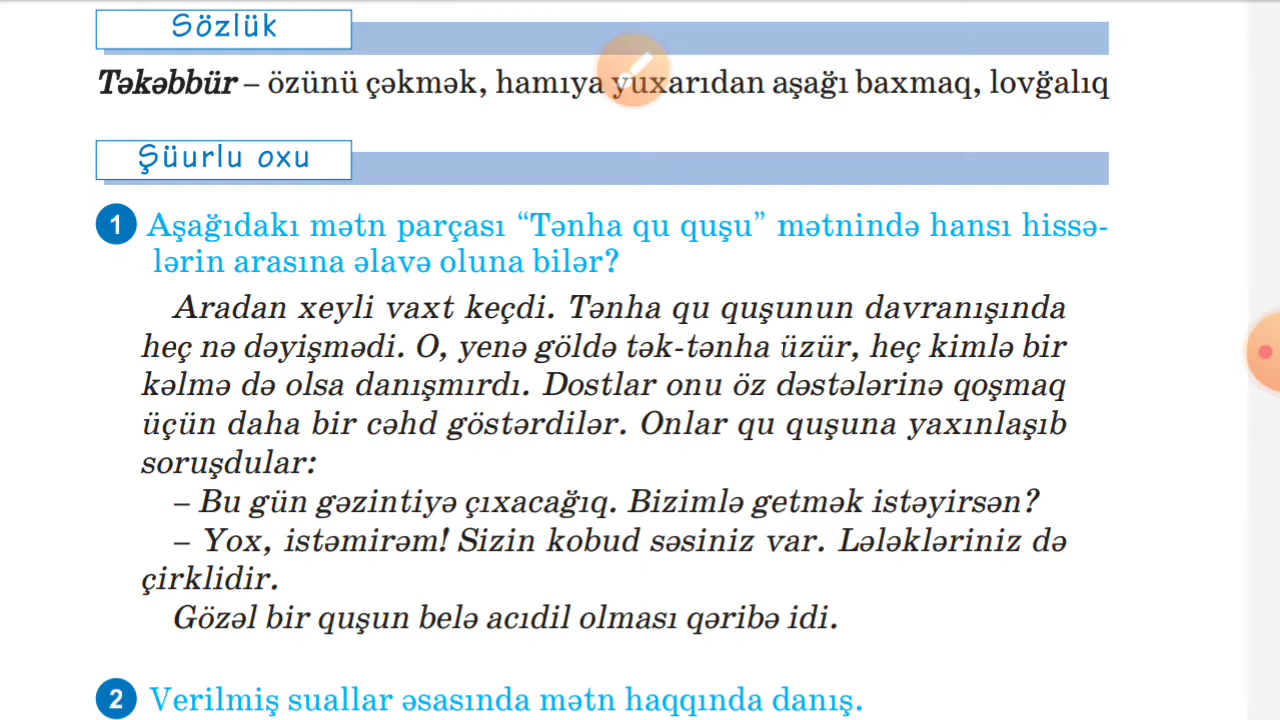 Sözlük
Təkəbbür – özünü çəkmək, hamıya yuxarıdan aşağı baxmaq, lovğalıq
Şüurlu oxu
1 Aşağıdakı mətn parçası “Tənha qu quşu” mətnində hansı hissə-
lərin arasına əlavə oluna bilər?
Aradan xeyli vaxt keçdi. Tənha qu quşunun davranışında
heç nə dəyişmədi. O, yenə göldə tək-tənha üzür, heç kimlə bir
kəlmə də olsa danışmırdı. Dostlar onu öz dəstələrinə qoşmaq
üçün daha bir cəhd göstərdilər. Onlar qu quşuna yaxınlaşıb
soruşdular:
– Bu gün gəzintiyə çıxacağıq. Bizimlə getmək istəyirsən?
– Yox, istəmirəm! Sizin kobud səsiniz var. Lələkləriniz də
çirklidir.
Gözəl bir quşun belə acıdil olması qəribə idi.
2 Verilmiş suallar əsasında mətn haqqında danış.